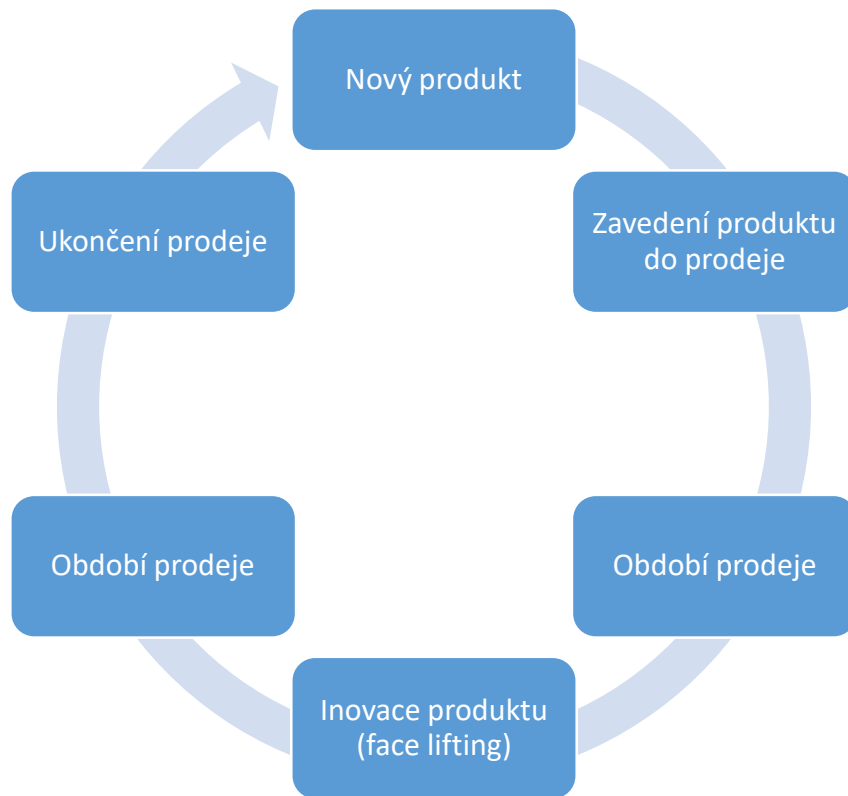 Nový produkt
Zavedení produktu
do prodeje
Období prodeje
Inovace produktu
(face lifting)
Období prodeje
Ukončení prodeje